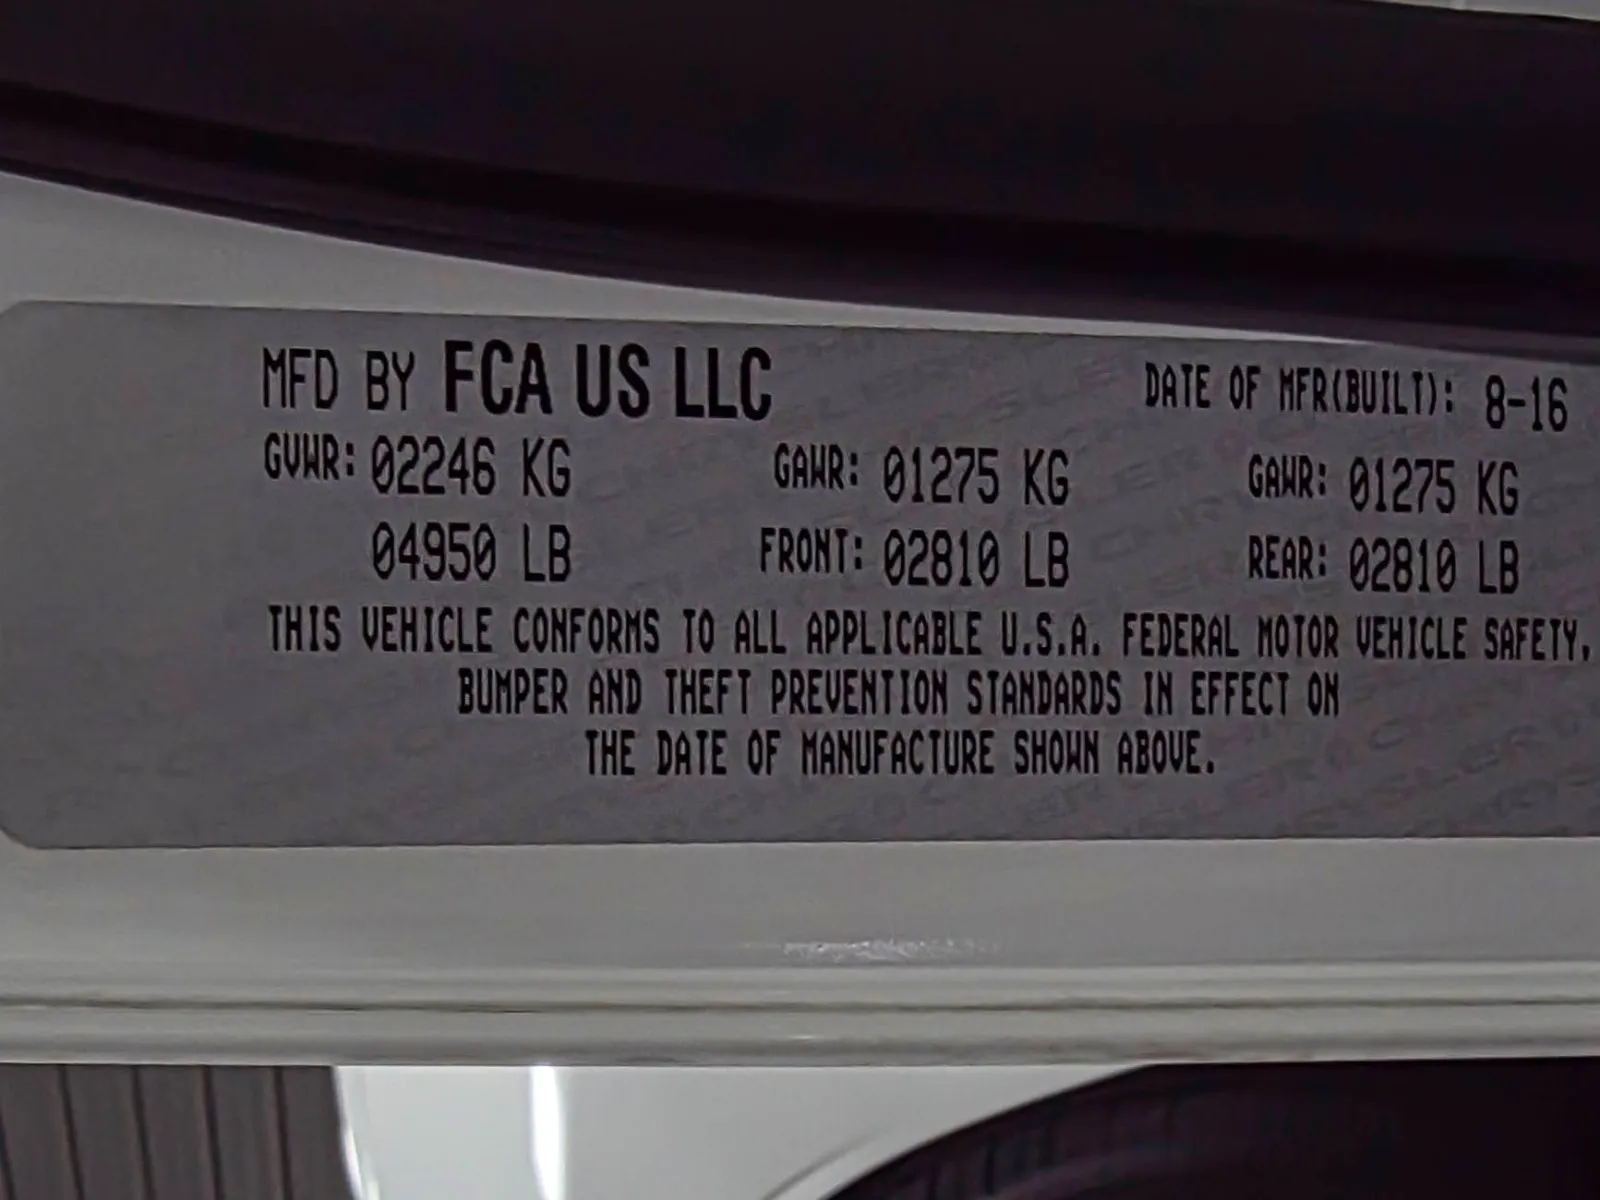 MFD BY FCA US LLC DATE OF MFR(BUILT): 8-16
GVWR: 02246 KG GAWR: 01275 KG GAWR: 01275 KG
04950 LB FRONT: 02810 LB REAR: 02810 LB
THIS VEHICLE CONFORMS TO ALL APPLICABLE U.S.A. FEDERAL MOTOR VEHICLE SAFETY,
BUMPER AND THEFT PREVENTION STANDARDS IN EFFECT ON
THE DATE OF MANUFACTURE SHOWN ABOVE.